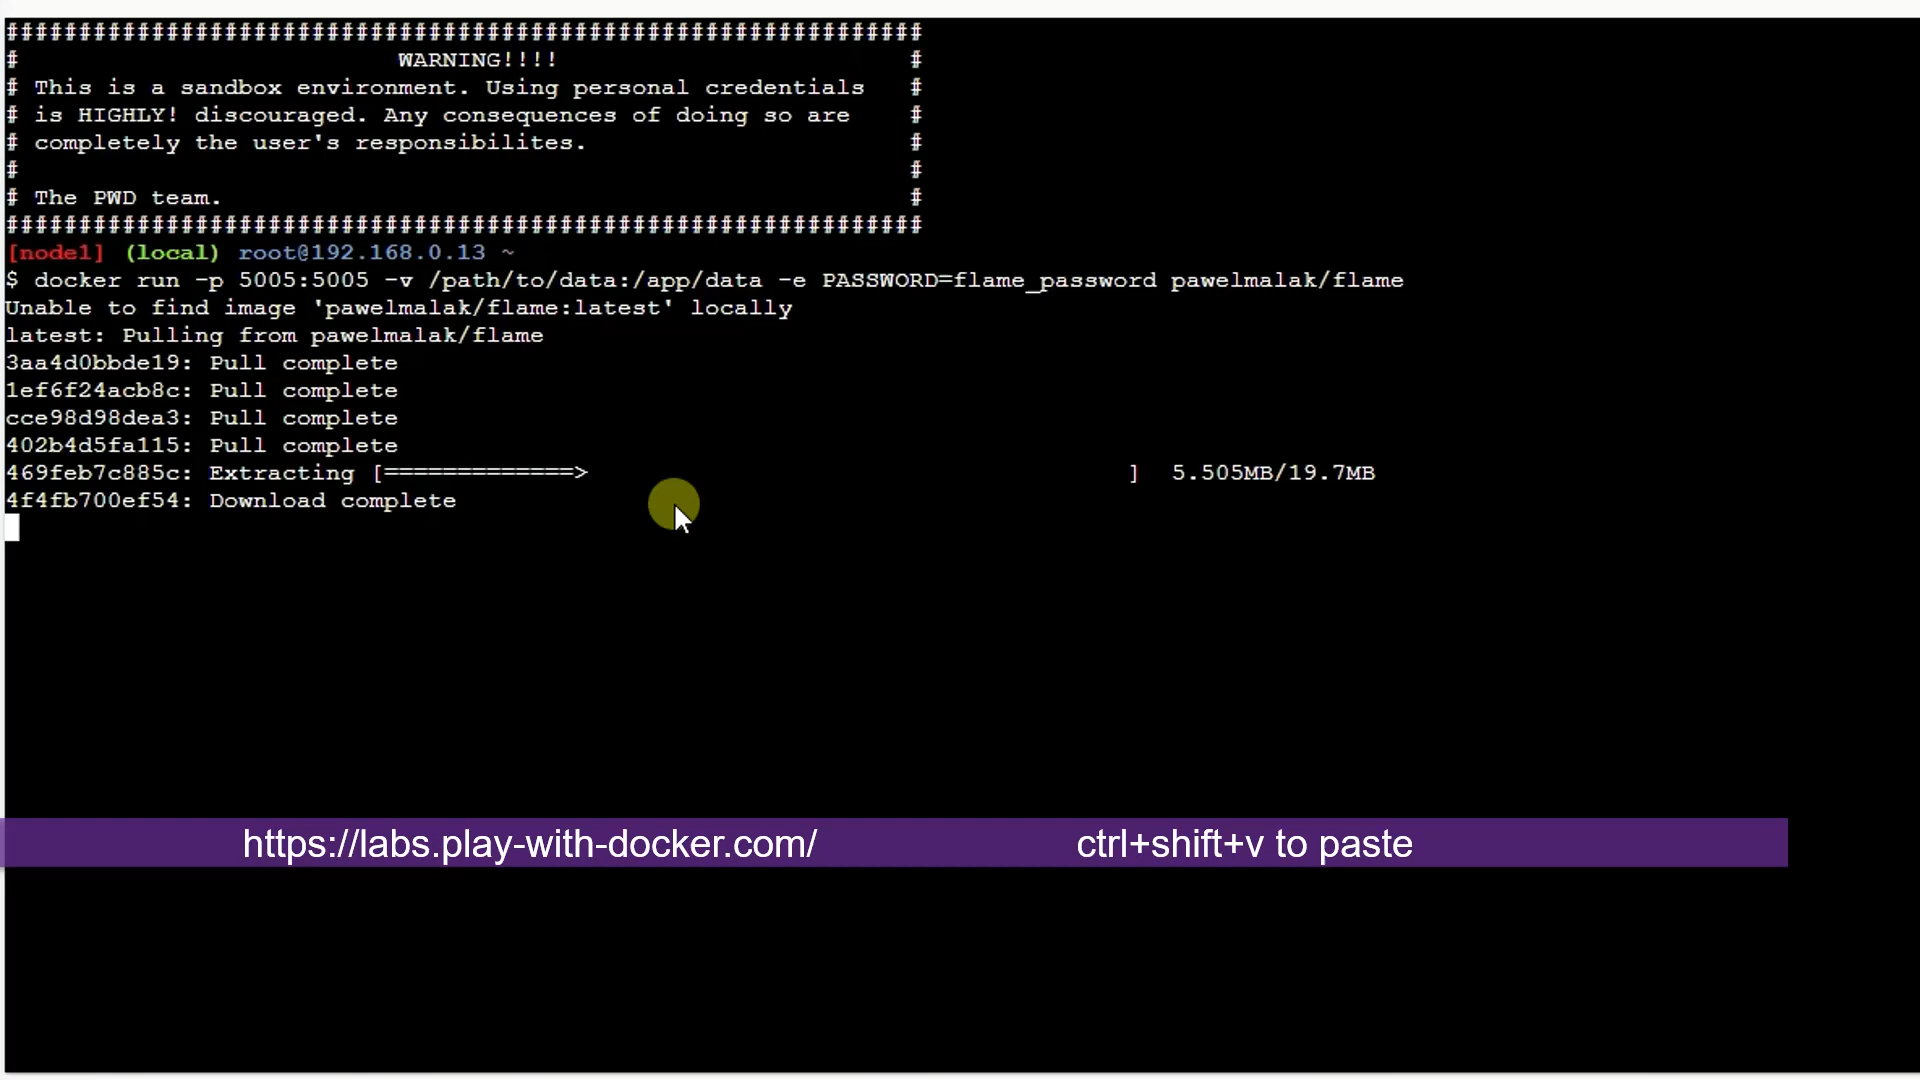 ###############################################################
# WARNING!!!! #
# This is a sandbox environment. Using personal credentials #
# is HIGHLY! discouraged. Any consequences of doing so are #
# completely the user's responsibilites. #
# #
# The PWD team. #
###############################################################
[node1] (local) root@192.168.0.13 ~
$ docker run -p 5005:5005 -v /path/to/data:/app/data -e PASSWORD=flame_password pawelmalak/flame
Unable to find image 'pawelmalak/flame:latest' locally
latest: Pulling from pawelmalak/flame
3aa4d0bbde19: Pull complete
1ef6f24acb8c: Pull complete
cce98d98dea3: Pull complete
402b4d5fa115: Pull complete
469feb7c885c: Extracting [=============> ] 5.505MB/19.7MB
4f4fb700ef54: Download complete
https://labs.play-with-docker.com/ ctrl+shift+v to paste